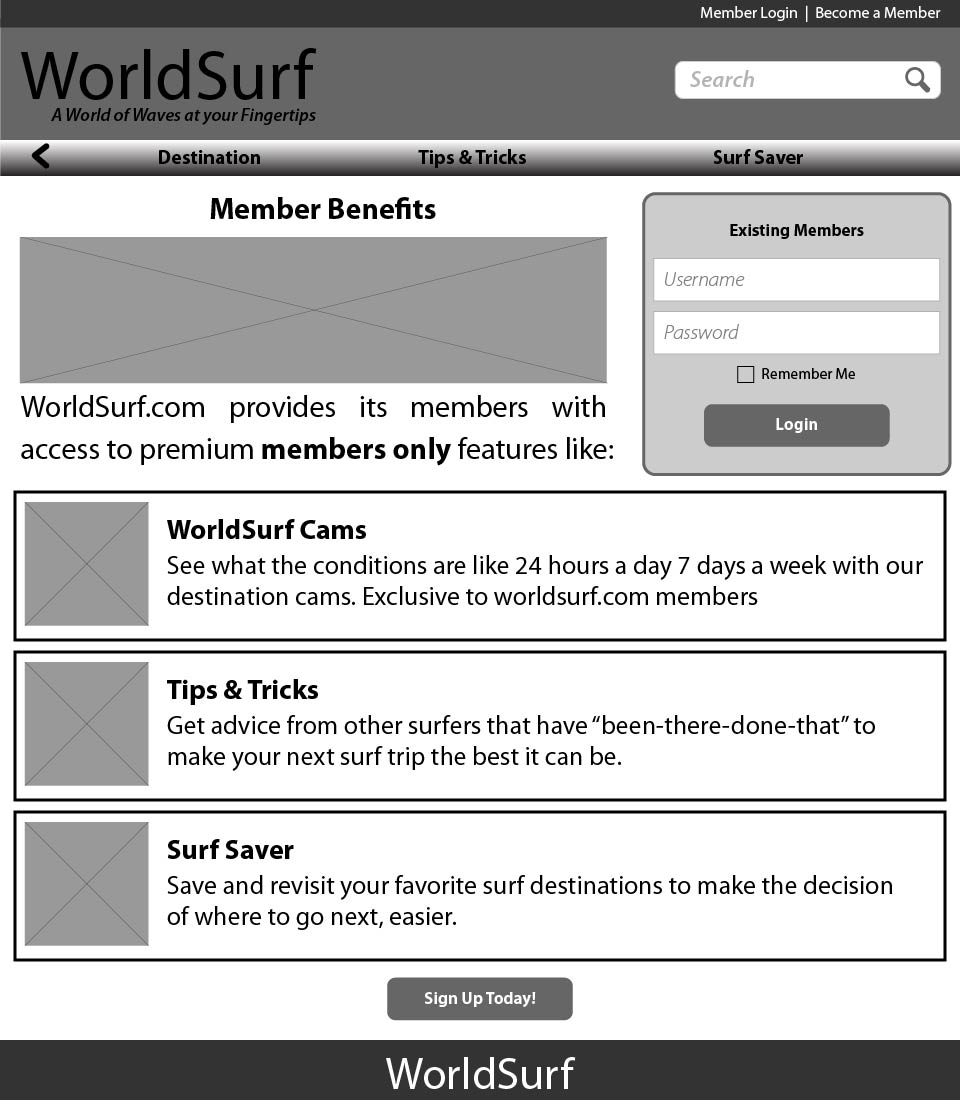 Member Login | Become a Member
WorldSurf
A World of Waves at your Fingertips
Search
Destination
Tips & Tricks
Surf Saver
Member Benefits
WorldSurf.com provides its members with
access to premium members only features like:
Existing Members
Username
Password
Remember Me
Login
WorldSurf Cams
See what the conditions are like 24 hours a day 7 days a week with our
destination cams. Exclusive to worldsurf.com members
Tips & Tricks
Get advice from other surfers that have “been-there-done-that” to
make your next surf trip the best it can be.
Surf Saver
Save and revisit your favorite surf destinations to make the decision
of where to go next, easier.
Sign Up Today!
WorldSurf